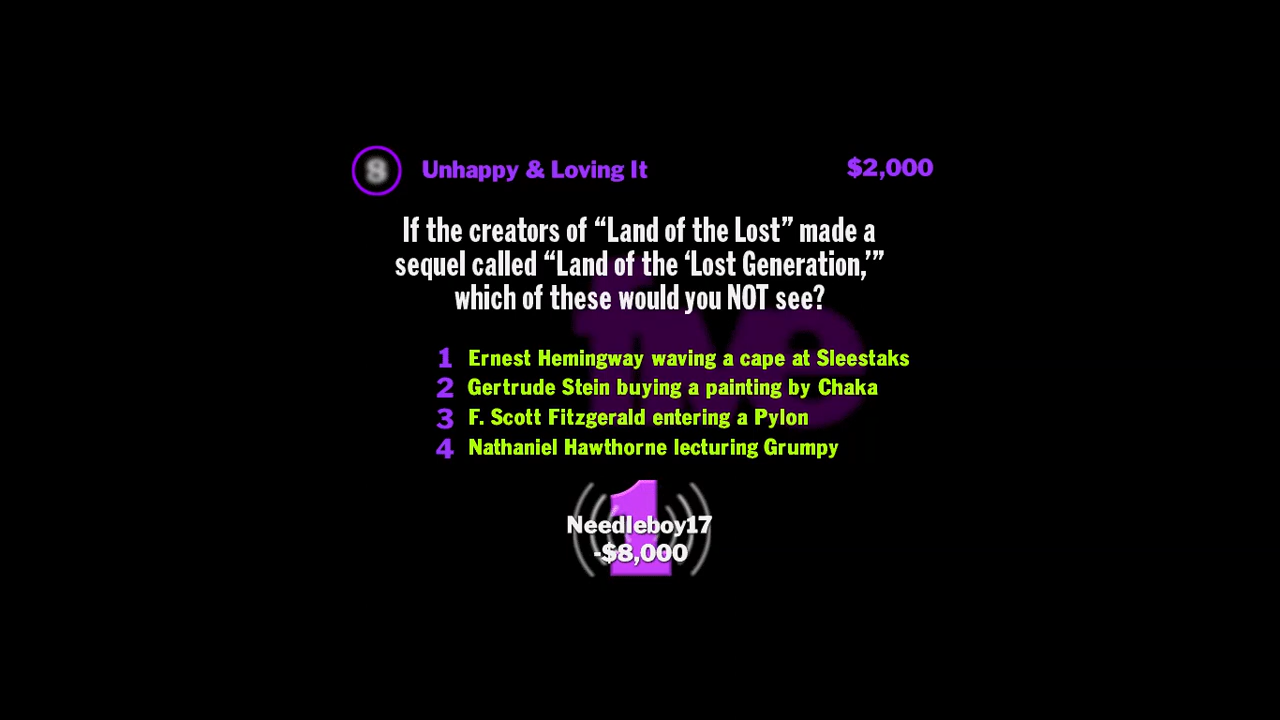 8 Unhappy & Loving It $2,000
If the creators of “Land of the Lost” made a
sequel called “Land of the ‘Lost Generation,’”
which of these would you NOT see?
five
1 Ernest Hemingway waving a cape at Sleestaks
2 Gertrude Stein buying a painting by Chaka
3 F. Scott Fitzgerald entering a Pylon
4 Nathaniel Hawthorne lecturing Grumpy
1
Needleboy17
-$8,000